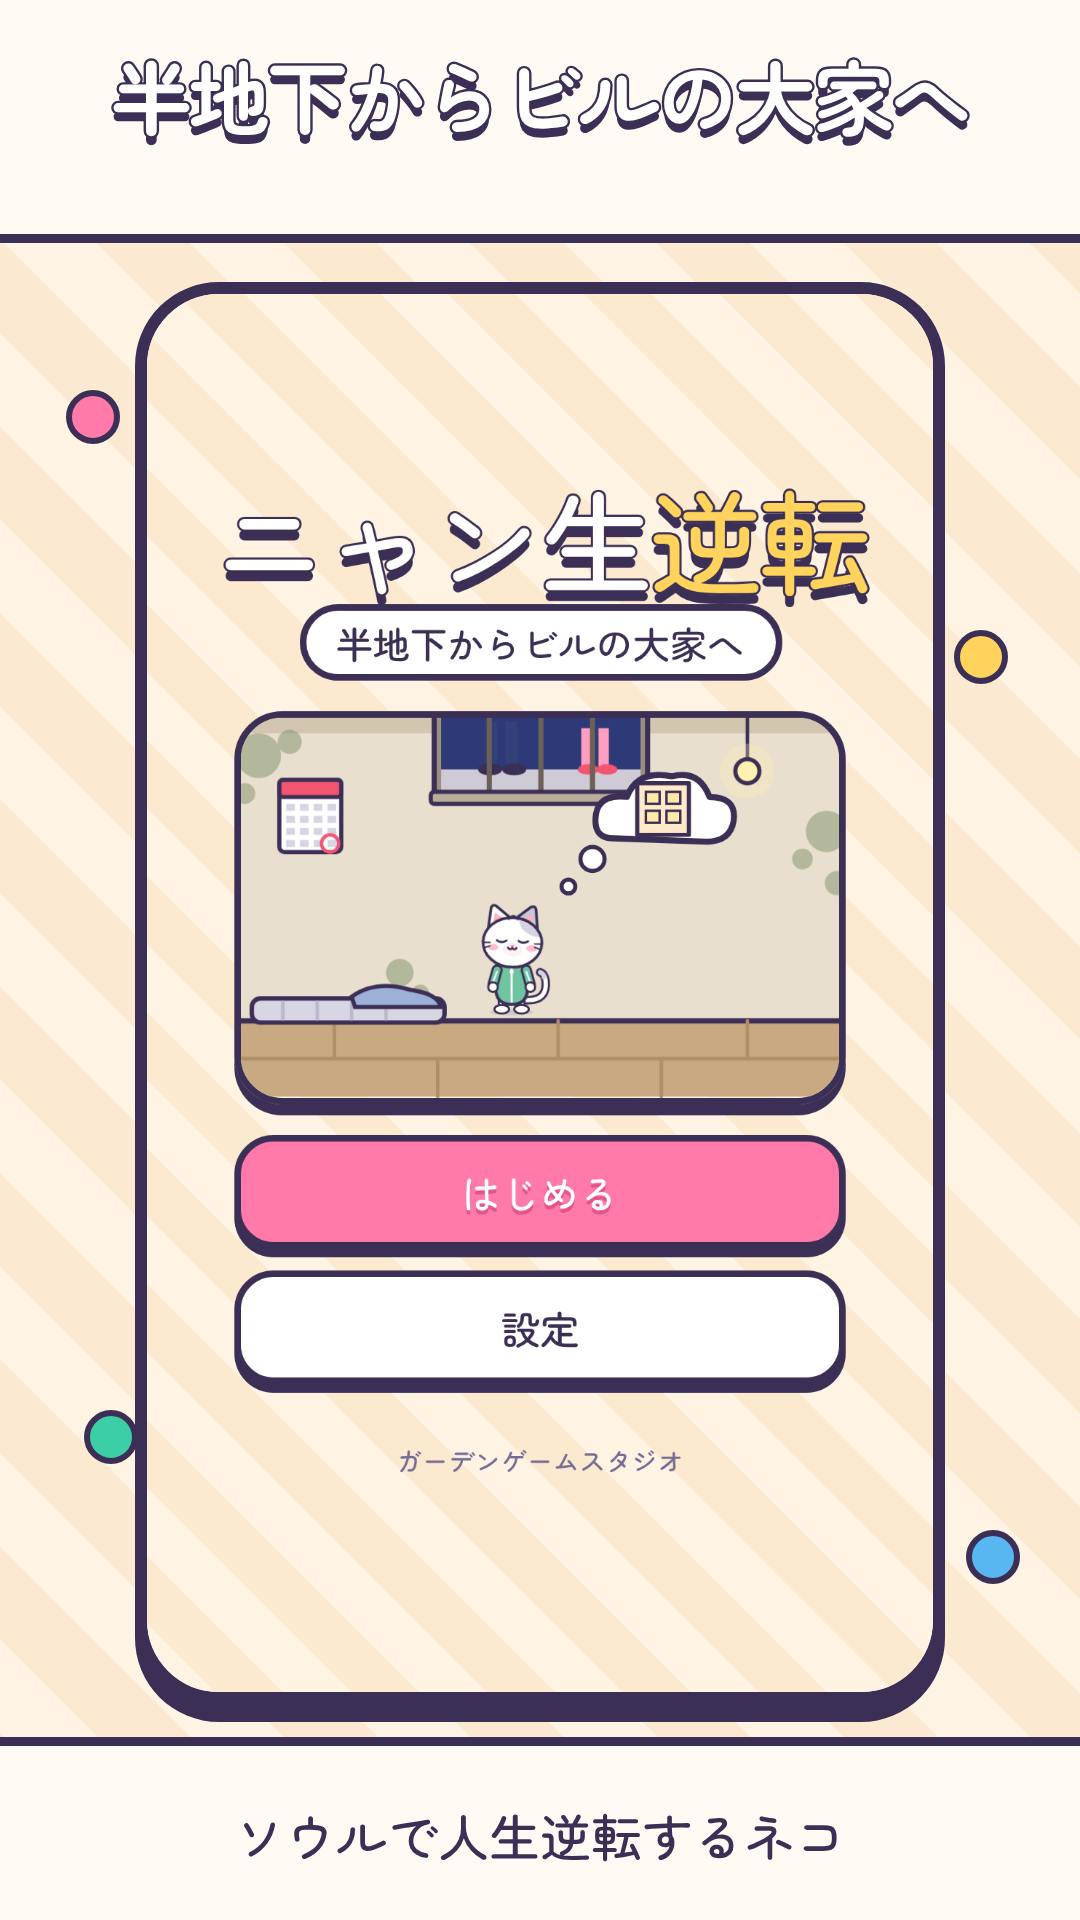 半地下からビルの大家へ
ニャン生逆転
半地下からビルの大家へ
はじめる
設定
ガーデンゲームスタジオ
ソウルで人生逆転するネコ